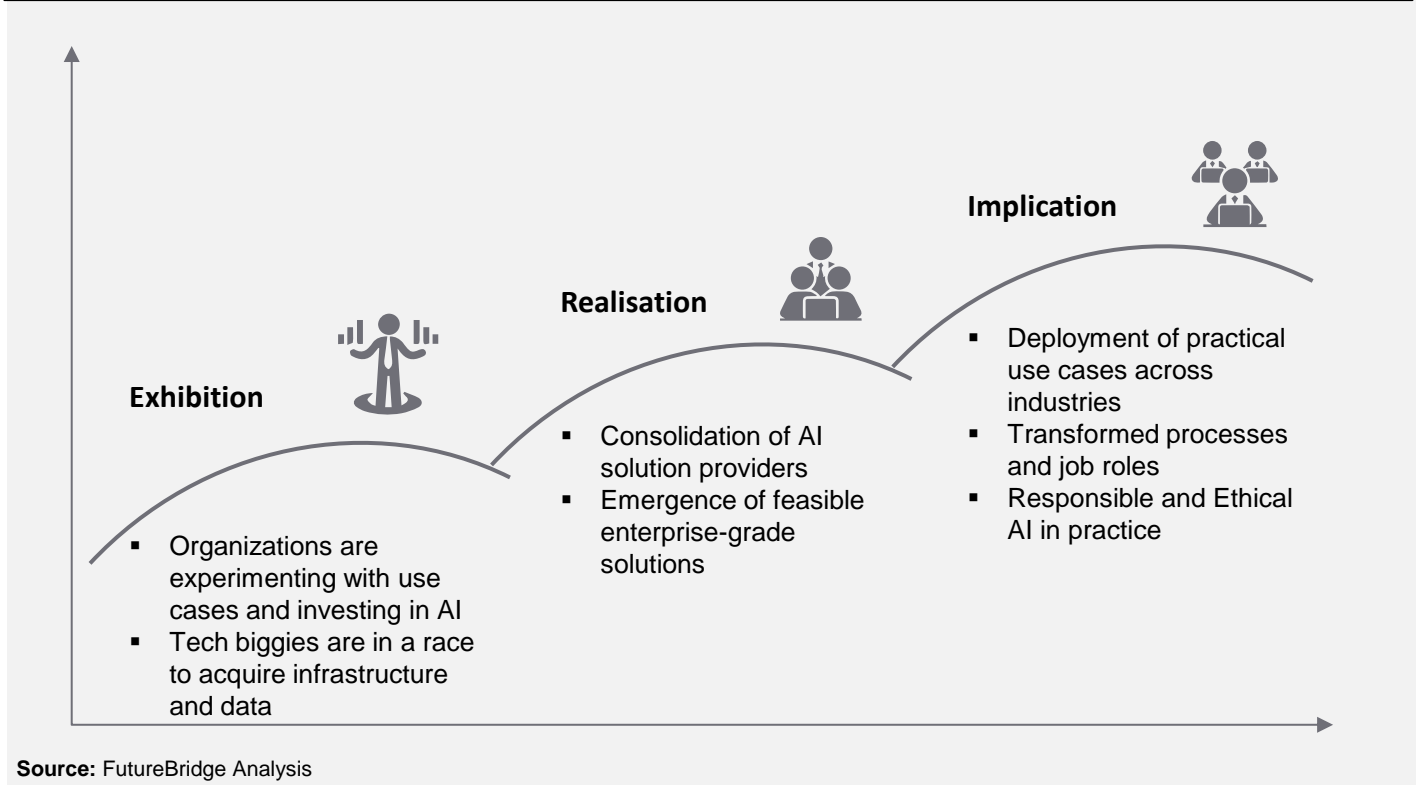 Exhibition
▪ Organizations are
experimenting with use
cases and investing in AI
▪ Tech biggies are in a race
to acquire infrastructure
and data
Realisation
▪ Consolidation of AI
solution providers
▪ Emergence of feasible
enterprise-grade
solutions
Implication
▪ Deployment of practical
use cases across
industries
▪ Transformed processes
and job roles
▪ Responsible and Ethical
AI in practice
Source: FutureBridge Analysis